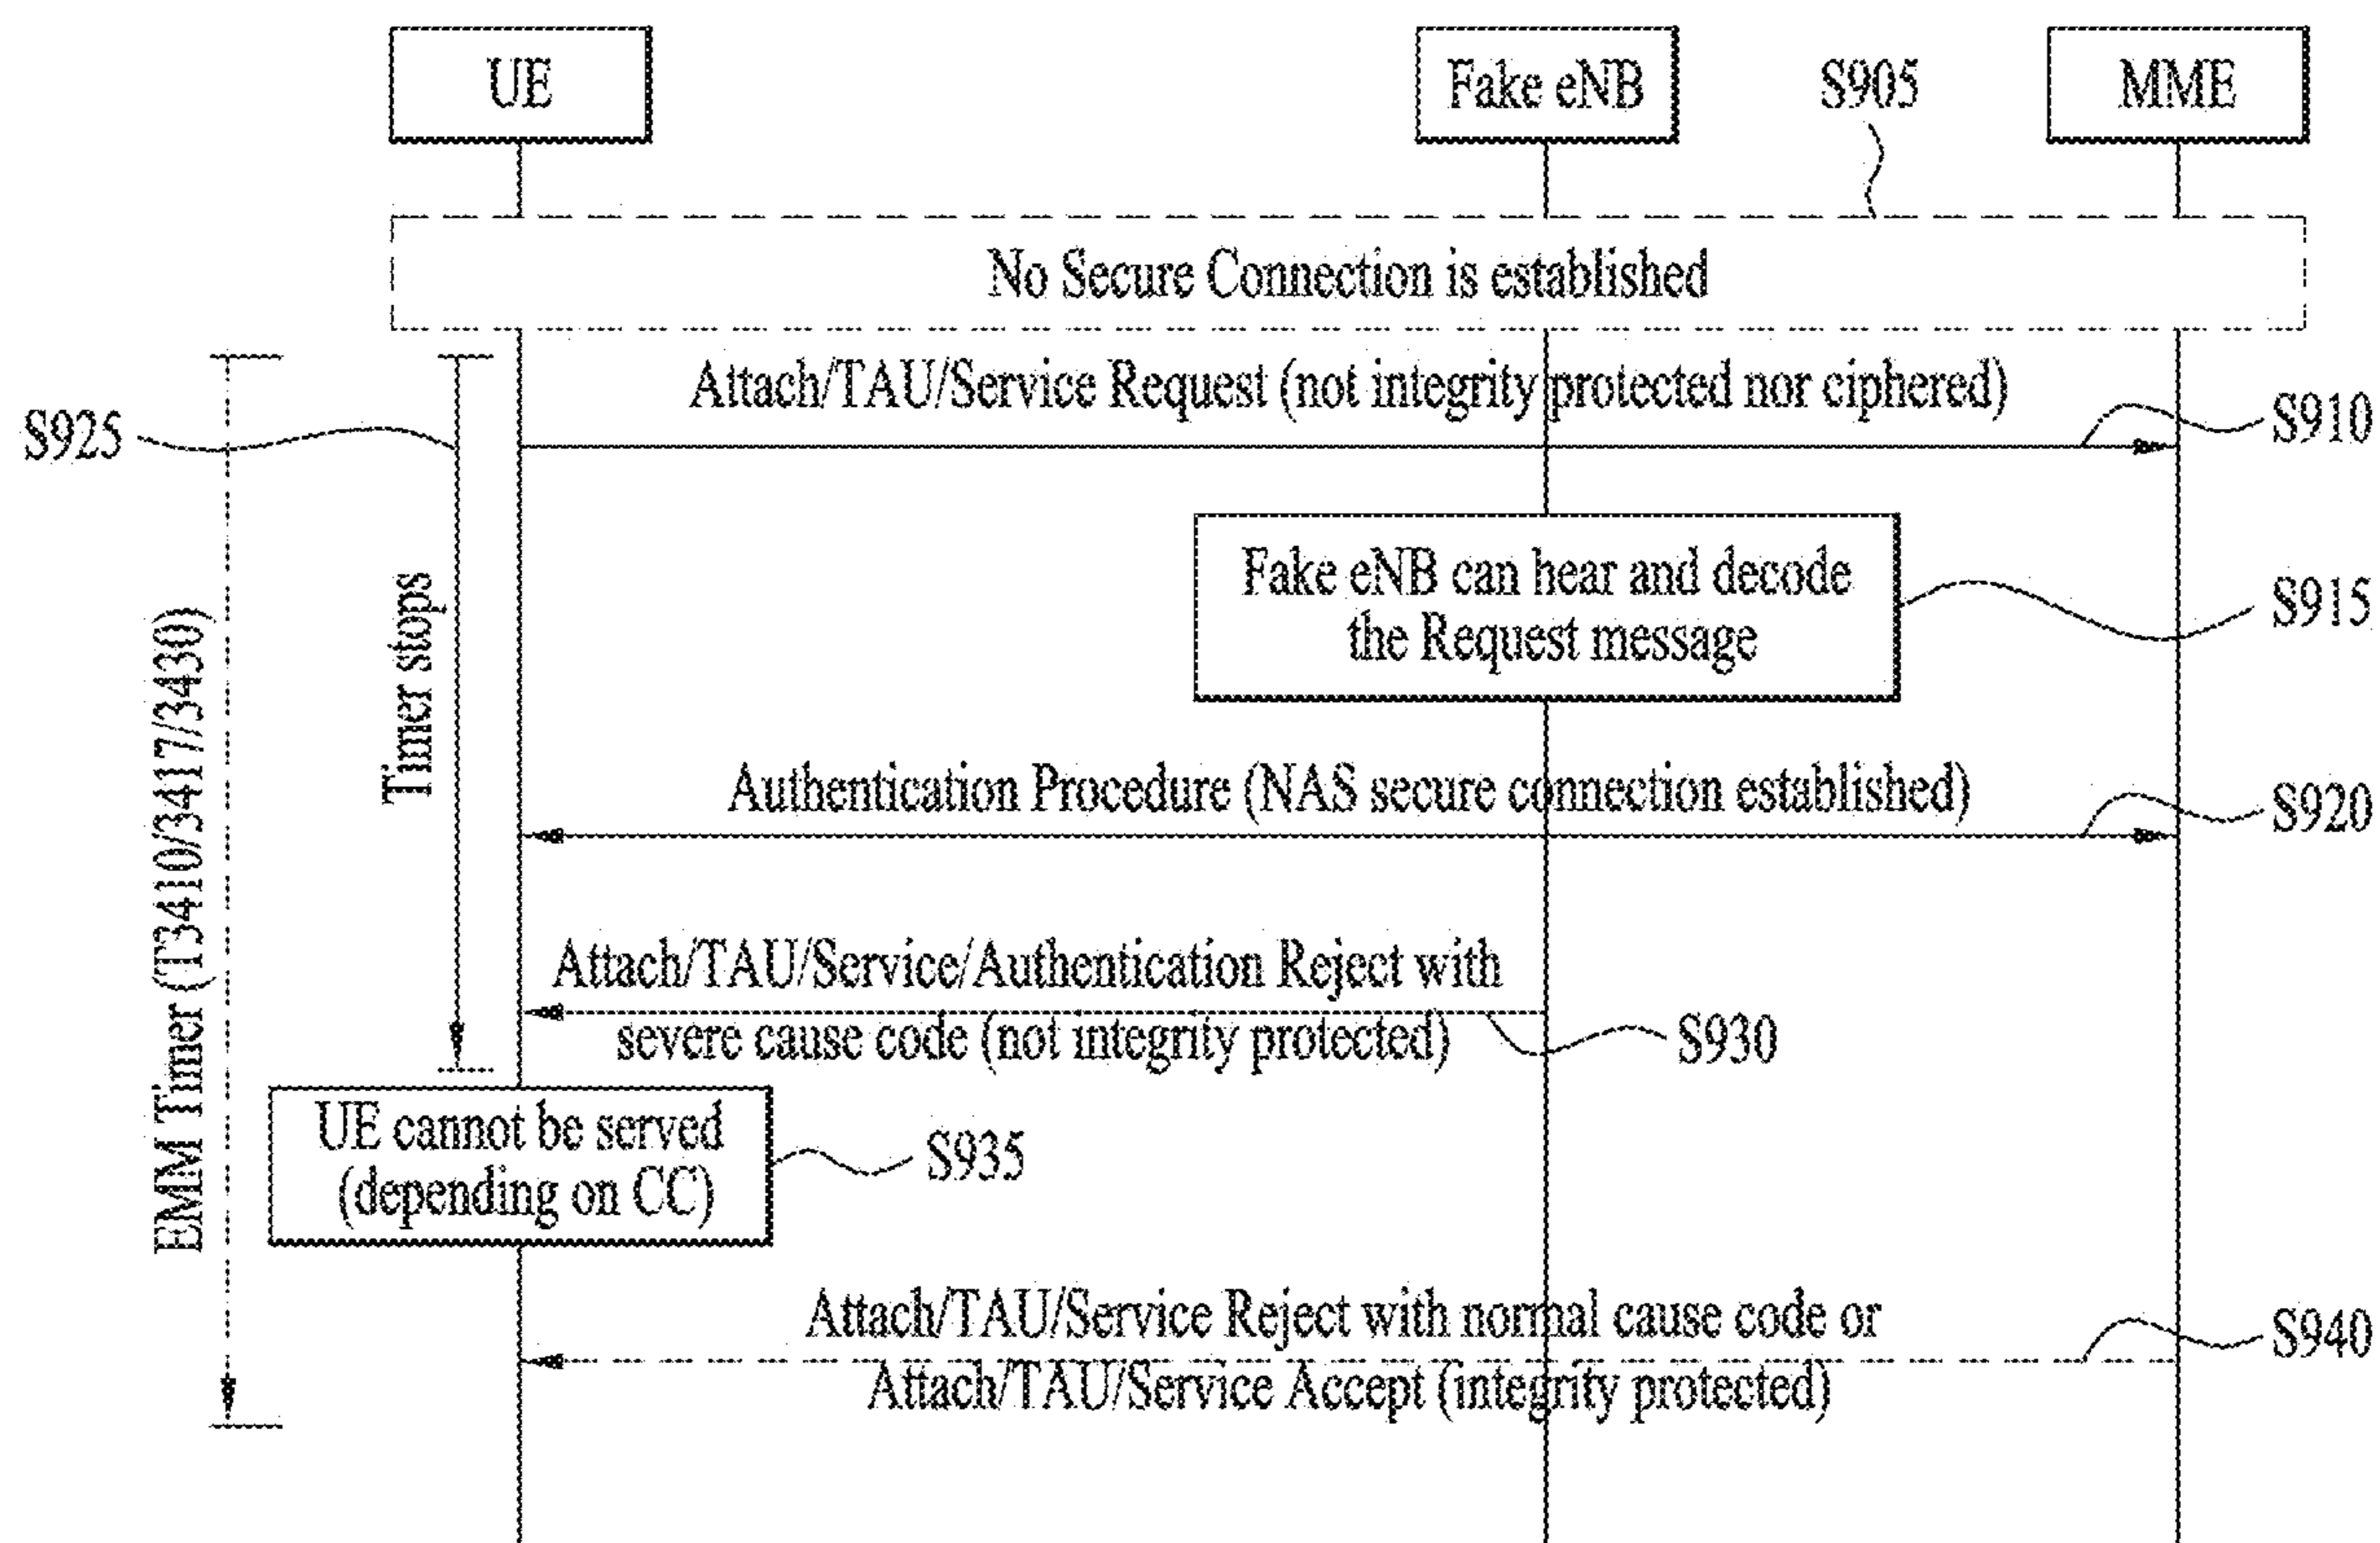 UE
Fake eNB
S905
MME
No Secure Connection is established
Attach/TAU/Service Request (not integrity protected nor ciphered)
S910
S925
Fake eNB can hear and decode
the Request message
S915
Timer stops
EMM Timer (T3410/3417/3430)
Authentication Procedure (NAS secure connection established)
S920
Attach/TAU/Service/Authentication Reject with
severe cause code (not integrity protected)
S930
UE cannot be served
(depending on CC)
S935
Attach/TAU/Service Reject with normal cause code or
Attach/TAU/Service Accept (integrity protected)
S940